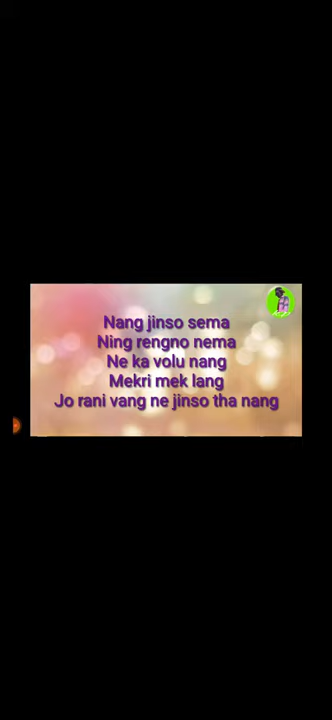 Nang jinso sema
Ning rengno nema
Ne ka volu nang
Mekri mek lang
Jo rani vang ne jinso tha nang